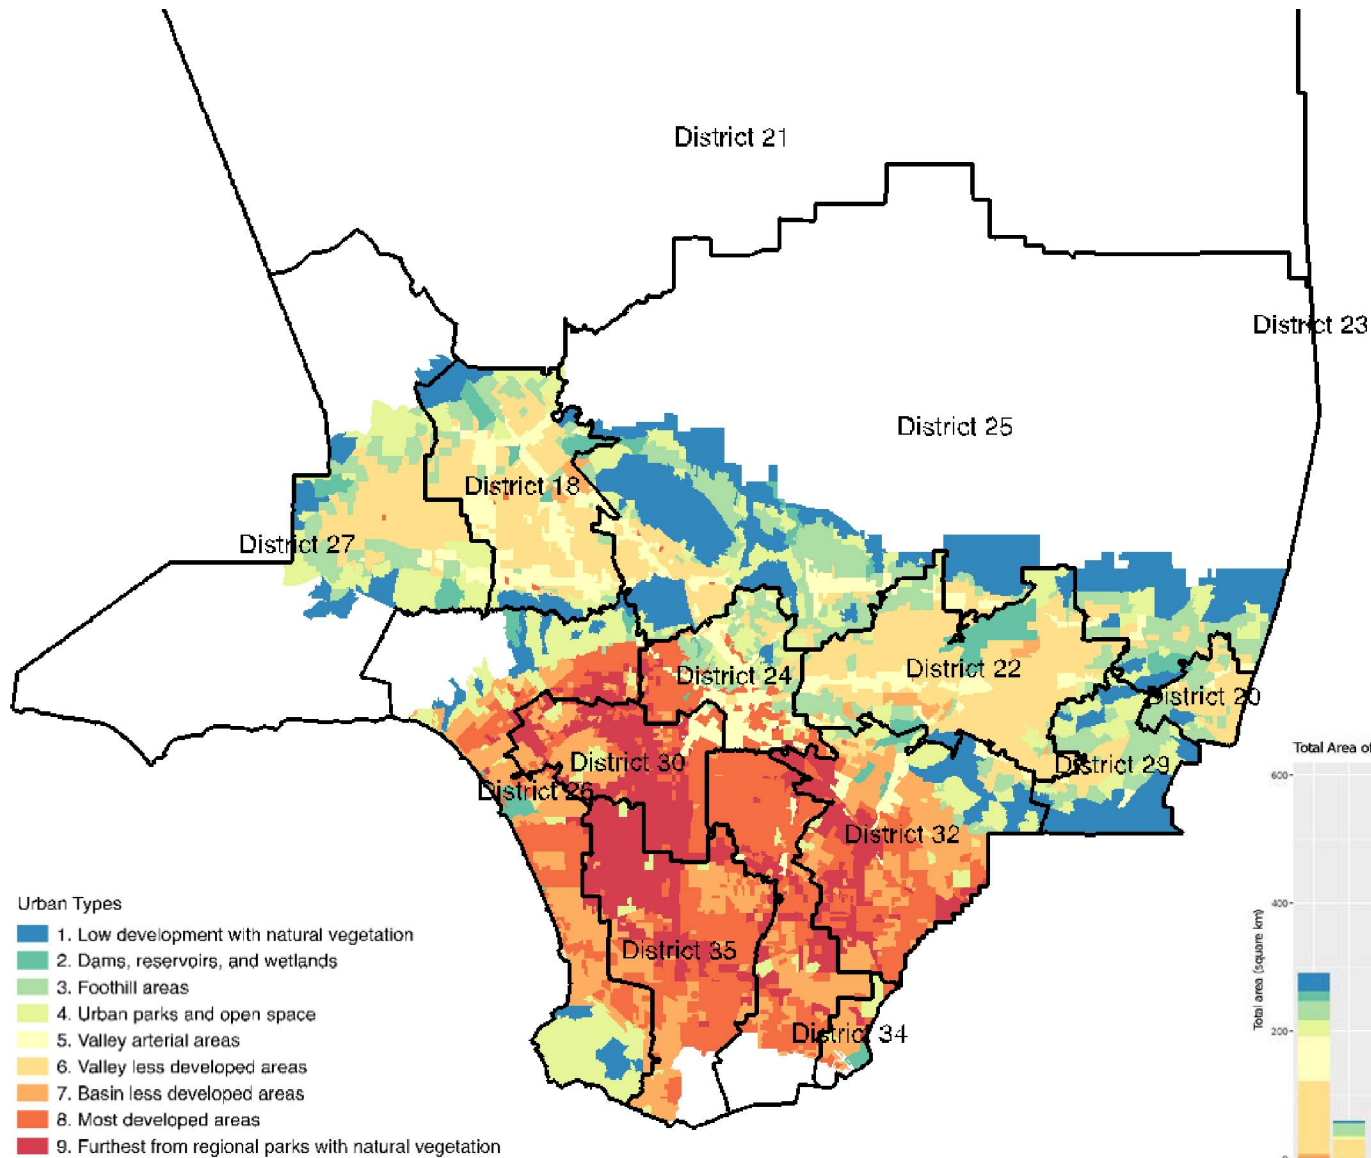 District 21
District 23
District 25
District 18
District 27
District 24
District 22
District 20
District 30
District 29
District 26
District 32
District 35
District 34
Urban Types
1. Low development with natural vegetation
2. Dams, reservoirs, and wetlands
3. Foothill areas
4. Urban parks and open space
5. Valley arterial areas
6. Valley less developed areas
7. Basin less developed areas
8. Most developed areas
9. Furthest from regional parks with natural vegetation
Total Area of
Total area (square km)
600
400
200